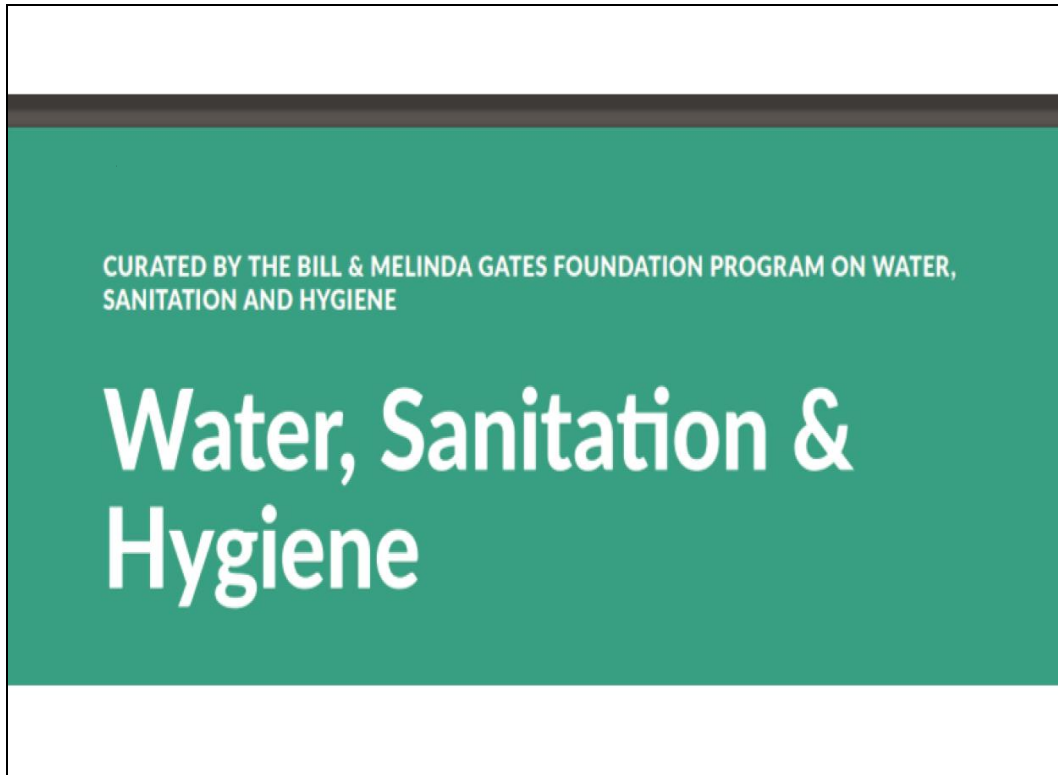 CURATED BY THE BILL & MELINDA GATES FOUNDATION PROGRAM ON WATER,
SANITATION AND HYGIENE
Water, Sanitation &
Hygiene